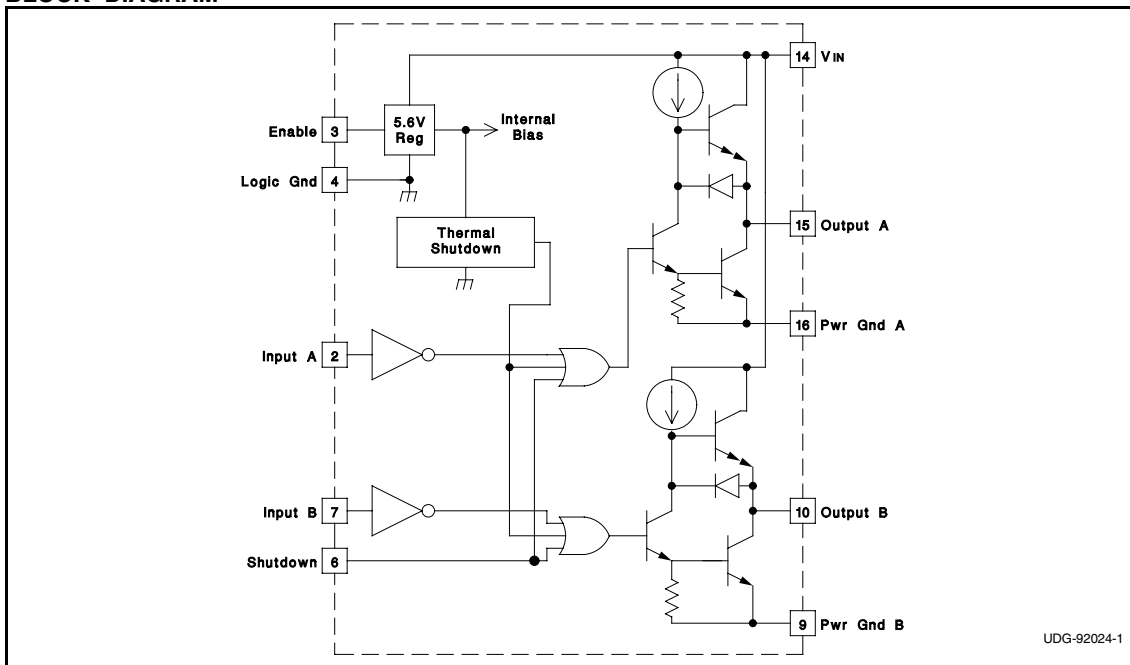 BLOCK DIAGRAM
14 VIN
Enable 3
5.6V
Reg
Internal
Bias
Logic Gnd 4
Thermal
Shutdown
15 Output A
16 Pwr Gnd A
Input A 2
Input B 7
10 Output B
Shutdown 6
9 Pwr Gnd B
UDG-92024-1